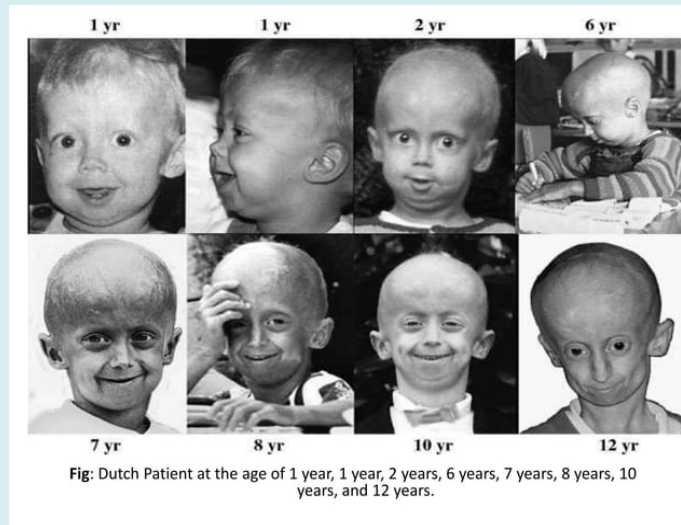 1 yr 1 yr 2 yr 6 yr
7 yr 8 yr 10 yr 12 yr
Fig: Dutch Patient at the age of 1 year, 1 year, 2 years, 6 years, 7 years, 8 years, 10
years, and 12 years.